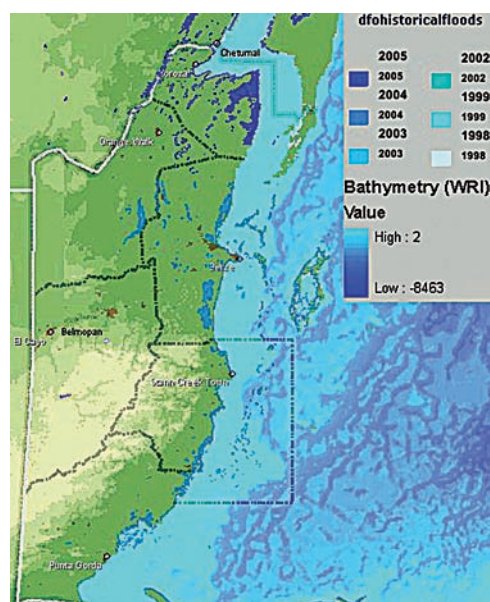 dfohistoricalfloods
2005 2002
2005 2002
2004 1999
2004 1999
2003 1998
2003 1998
Bathymetry (WRI)
Value
High : 2
Low : -8463
Chetumal
Corozal
Orange Walk
Belize
El Cayo
Belmopan
Stann Creek Town
Punta Gorda